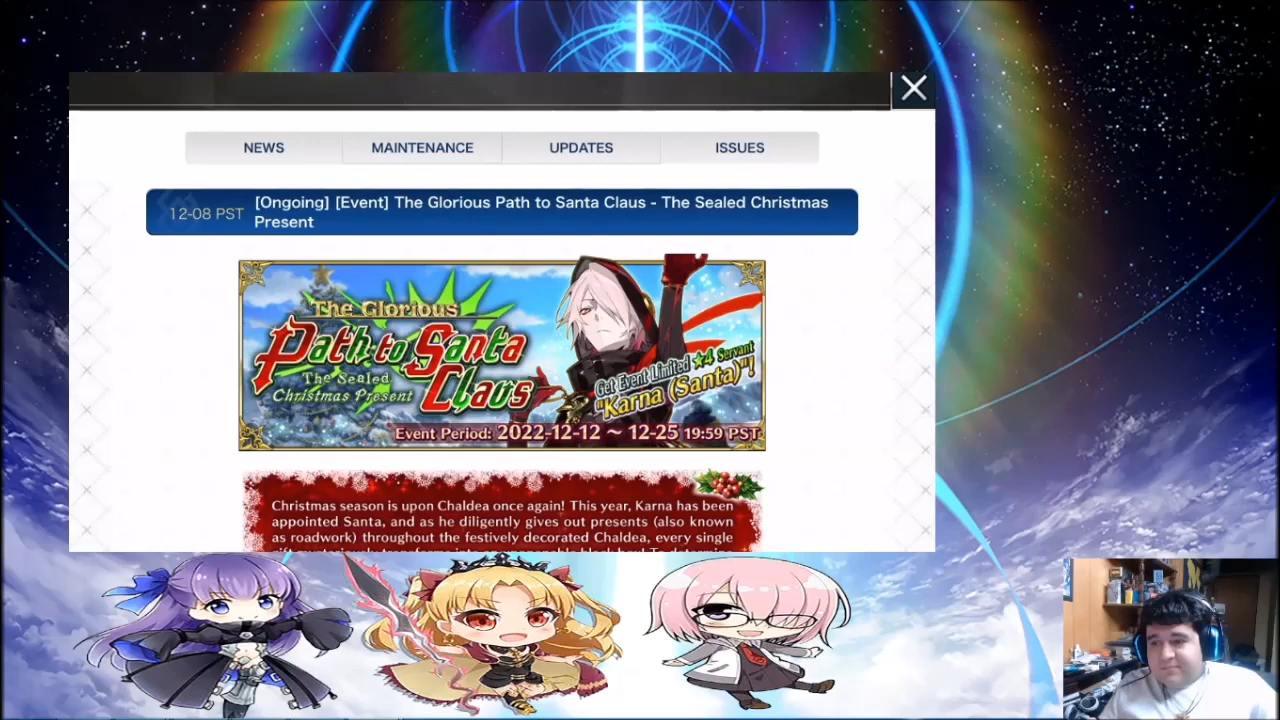 NEWS
MAINTENANCE
UPDATES
ISSUES
12-08 PST
[Ongoing] [Event] The Glorious Path to Santa Claus - The Sealed Christmas
Present
The Glorious
Path to Santa
Claus
The Sealed
Christmas Present
Get Event Limited ★4 Servant
"Karna (Santa)"!
Event Period: 2022-12-12 ~ 12-25 19:59 PST
Christmas season is upon Chaldea once again! This year, Karna has been
appointed Santa, and as he diligently gives out presents (also known
as roadwork) throughout the festively decorated Chaldea, every single